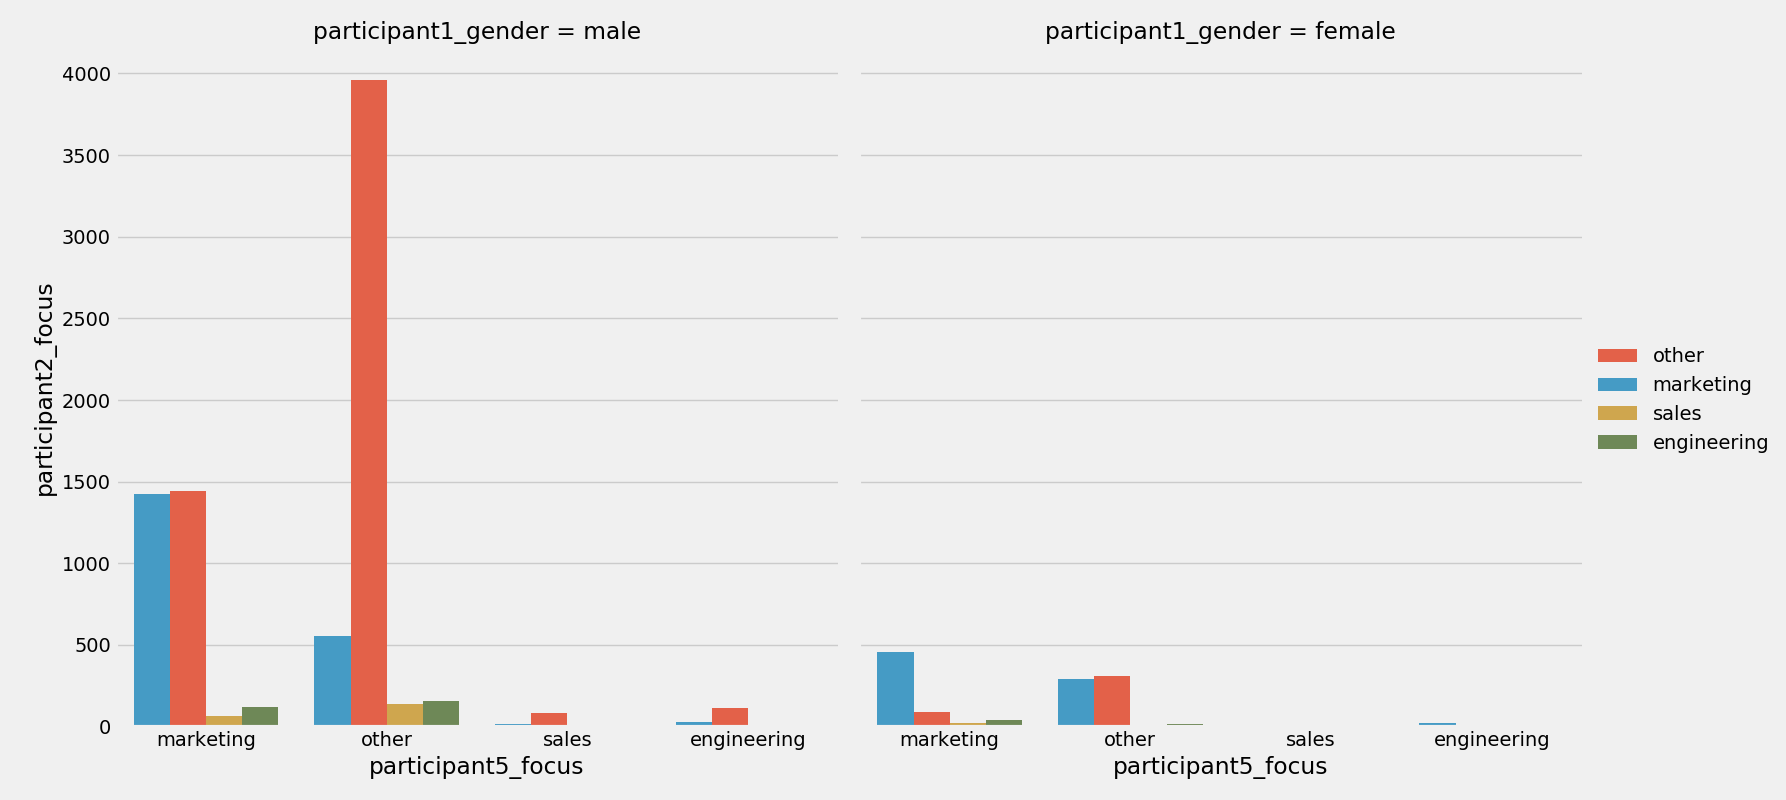 participant1_gender = male
participant1_gender = female
participant2_focus
4000
3500
3000
2500
2000
1500
1000
500
0
marketing other sales engineering
marketing other sales engineering
participant5_focus
participant5_focus
other
marketing
sales
engineering